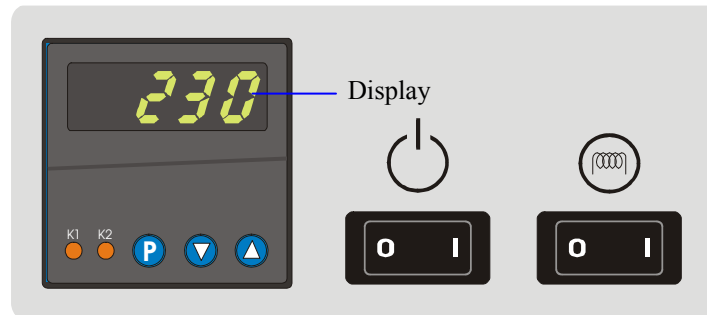 230
Display
K1 K2 P
O I
O I